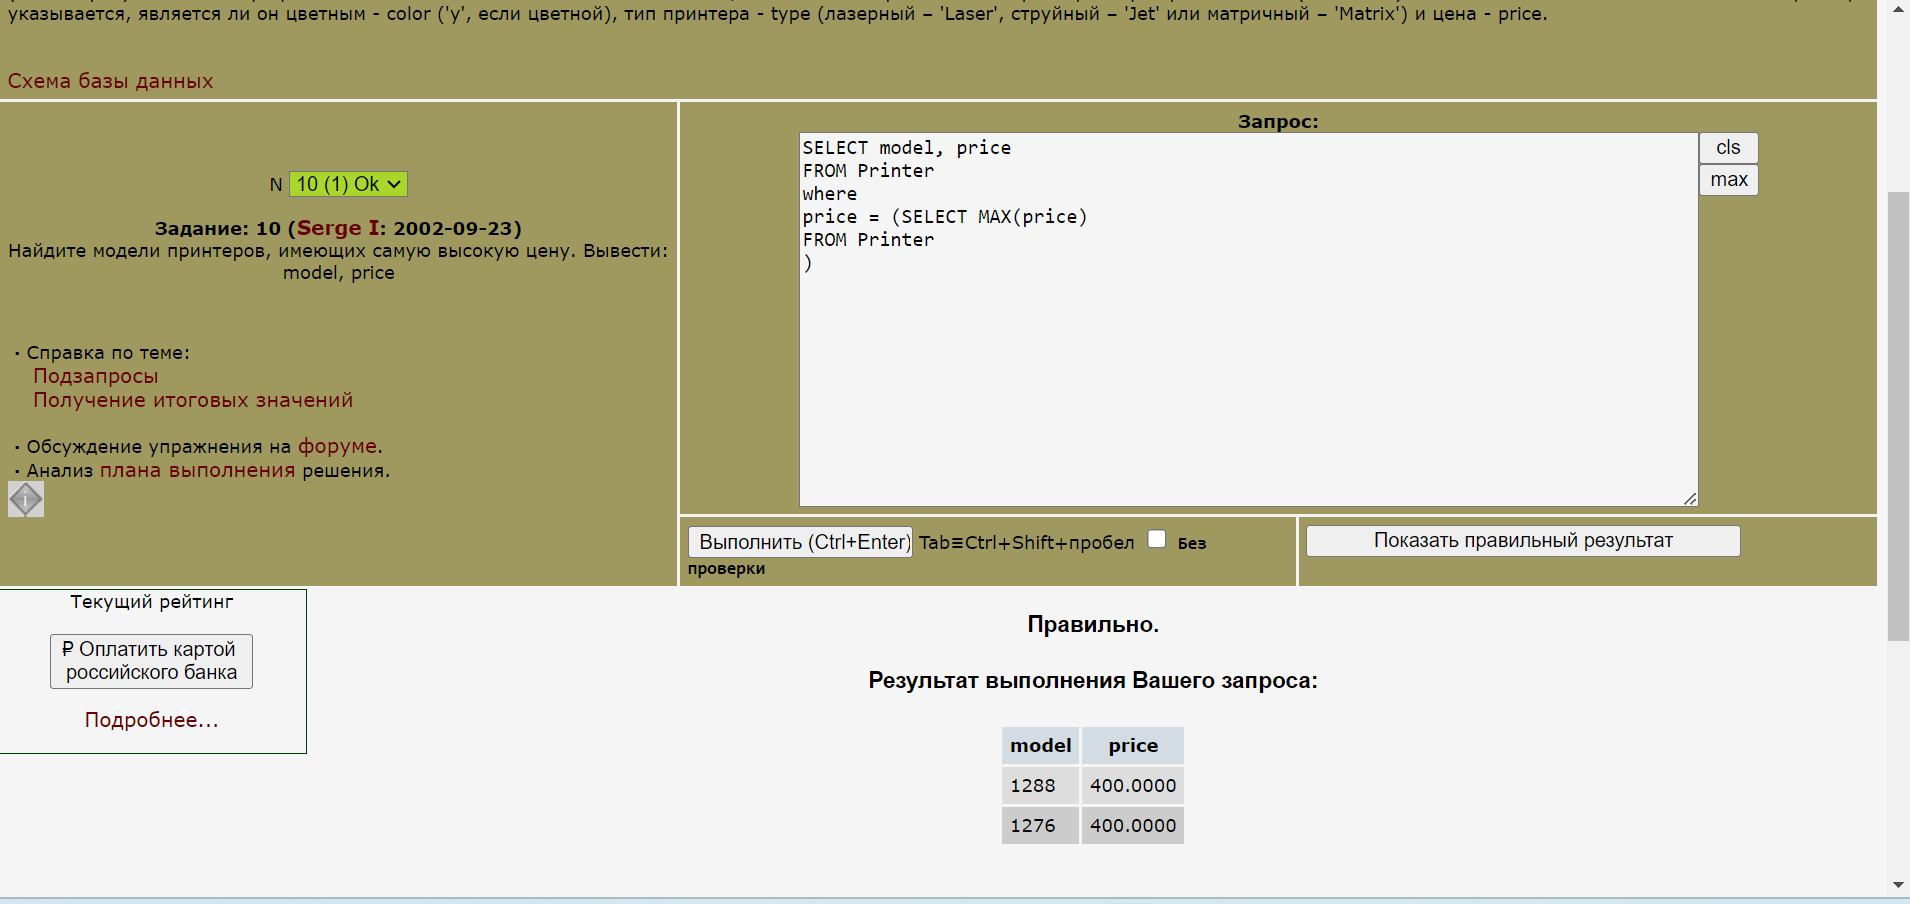 указывается, является ли он цветным - color ('y', если цветной), тип принтера - type (лазерный – 'Laser', струйный – 'Jet' или матричный – 'Matrix') и цена - price.
Схема базы данных
N 10 (1) Ok
Задание: 10 (Serge I: 2002-09-23)
Найдите модели принтеров, имеющих самую высокую цену. Вывести:
model, price
· Справка по теме:
Подзапросы
Получение итоговых значений
· Обсуждение упражнения на форуме.
· Анализ плана выполнения решения.
Запрос:
SELECT model, price
FROM Printer
where
price = (SELECT MAX(price)
FROM Printer
)
cls
max
Выполнить (Ctrl+Enter) Tab≡Ctrl+Shift+пробел Без
проверки
Показать правильный результат
Текущий рейтинг
₽ Оплатить картой
российского банка
Подробнее...
Правильно.
Результат выполнения Вашего запроса:
model price
1288 400.0000
1276 400.0000